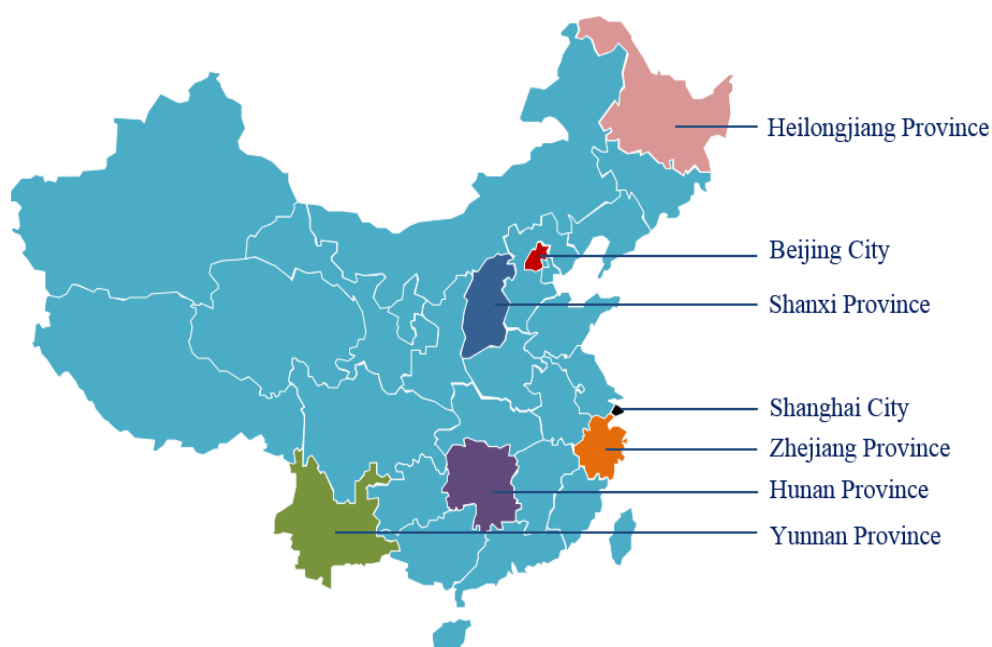 Heilongjiang Province
Beijing City
Shanxi Province
Shanghai City
Zhejiang Province
Hunan Province
Yunnan Province